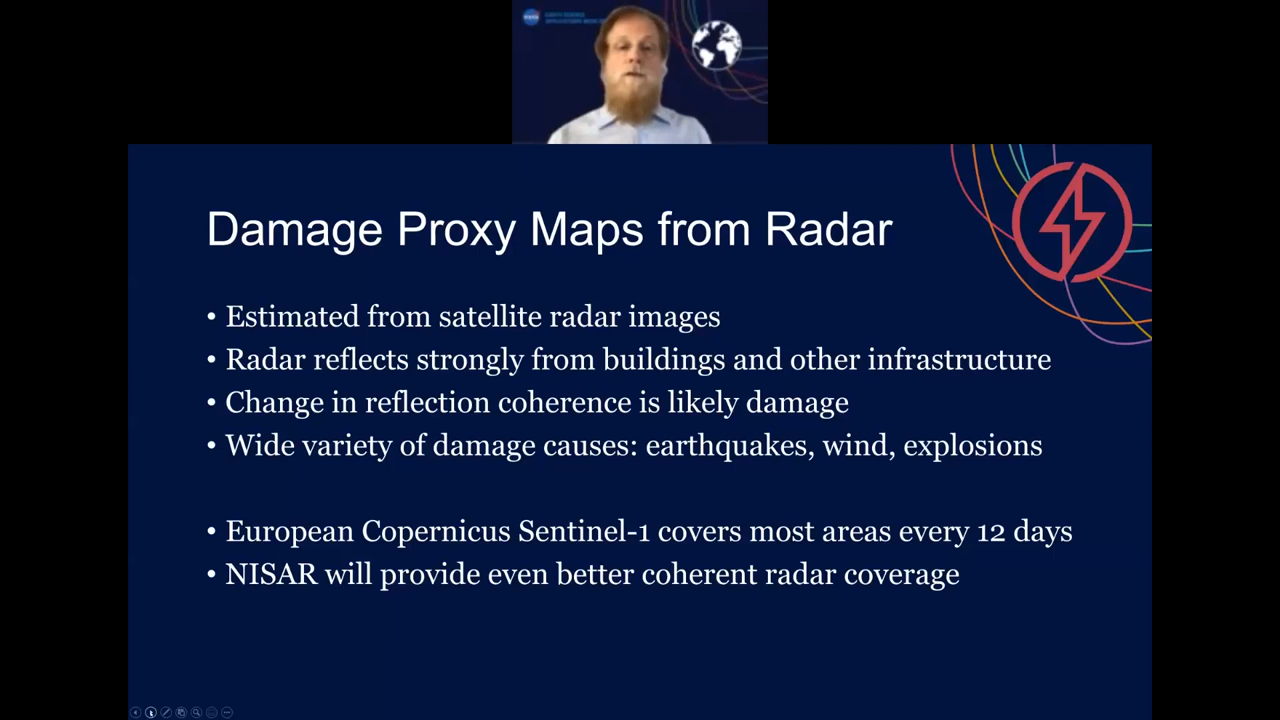 NASA
Damage Proxy Maps from Radar
• Estimated from satellite radar images
• Radar reflects strongly from buildings and other infrastructure
• Change in reflection coherence is likely damage
• Wide variety of damage causes: earthquakes, wind, explosions
• European Copernicus Sentinel-1 covers most areas every 12 days
• NISAR will provide even better coherent radar coverage